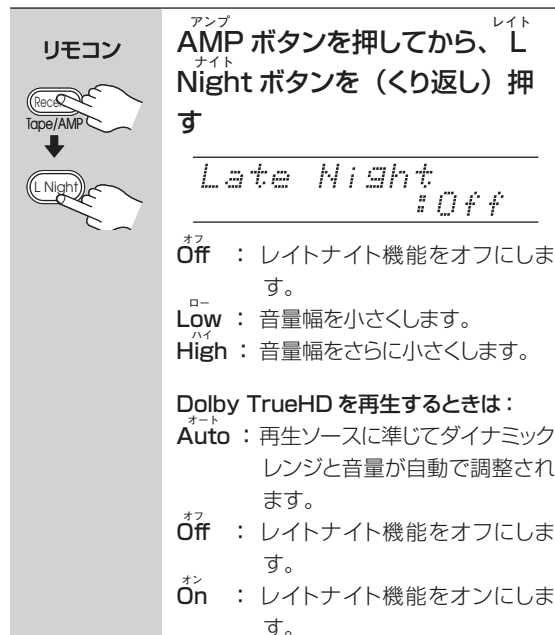 リモコン
Rece
Tape/AMP
L Night
アンプ レイト
AMP ボタンを押してから、L
ナイト
Night ボタンを（くり返し）押
す
Late Night
:Off
オフ
Off ： レイトナイト機能をオフにしま
す。
ロー
Low ： 音量幅を小さくします。
ハイ
High ： 音量幅をさらに小さくします。
Dolby TrueHD を再生するときは：
オート
Auto ： 再生ソースに準じてダイナミック
レンジと音量が自動で調整され
ます。
オフ
Off ： レイトナイト機能をオフにしま
す。
オン
On ： レイトナイト機能をオンにしま
す。